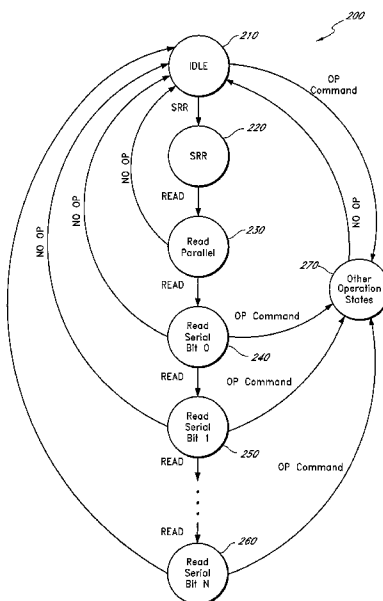 200
210
IDLE
OP
Command
SRR
220
SRR
NO OP
READ
230
Read
Parallel
NO OP
NO OP
NO OP
READ
270
Other
Operation
States
OP Command
Read
Serial
Bit 0
240
READ
OP Command
Read
Serial
Bit 1
250
READ
OP Command
READ
260
Read
Serial
Bit N